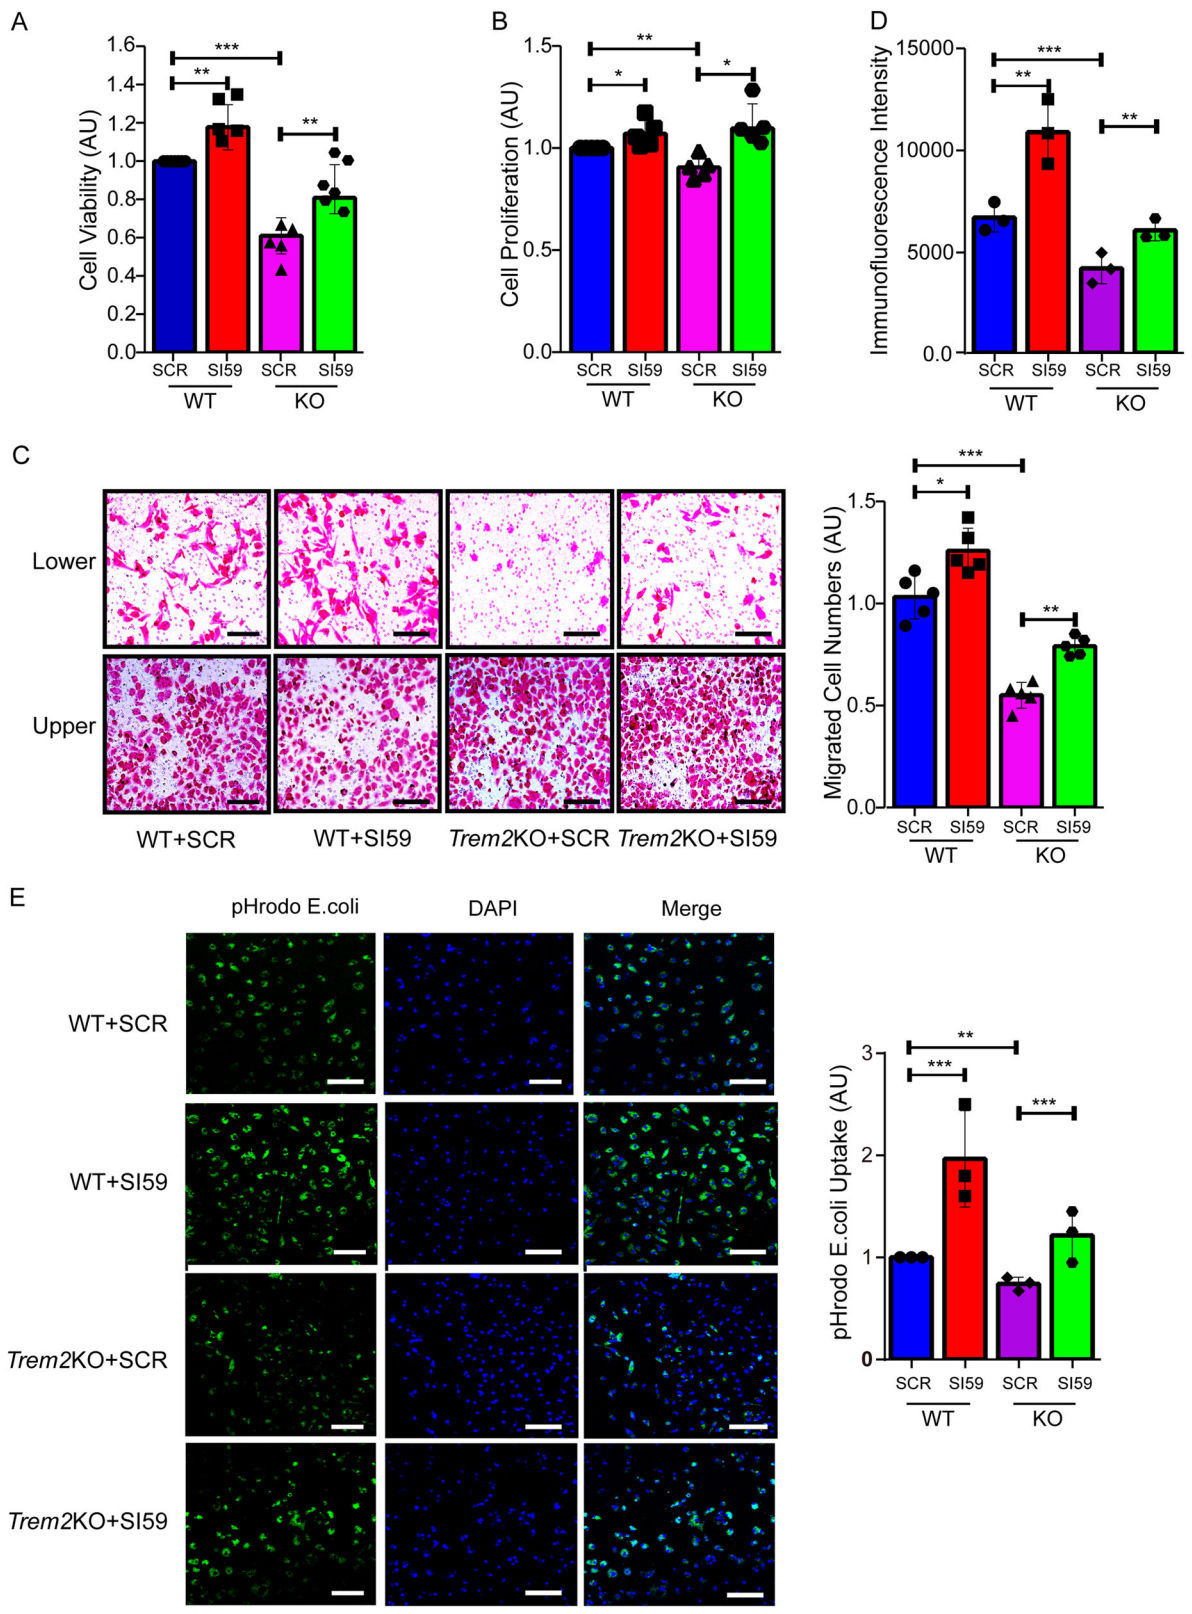 A
Cell Viability (AU)
1.6
1.4
1.2
1.0
0.8
0.6
0.4
0.2
0.0
***
**
**
SCR SI59 SCR SI59
WT KO
B
Cell Proliferation (AU)
1.5
1.0
0.5
0.0
**
*
*
SCR SI59 SCR SI59
WT KO
D
Immunofluorescence Intensity
15000
10000
5000
0.0
***
**
**
SCR SI59 SCR SI59
WT KO
C
Lower
Upper
WT+SCR WT+SI59 Trem2KO+SCR Trem2KO+SI59
Migrated Cell Numbers (AU)
1.5
1.0
0.5
0.0
***
*
**
SCR SI59 SCR SI59
WT KO
E
pHrodo E.coli DAPI Merge
WT+SCR
WT+SI59
Trem2KO+SCR
Trem2KO+SI59
pHrodo E.coli Uptake (AU)
3
2
1
0
**
***
***
SCR SI59 SCR SI59
WT KO